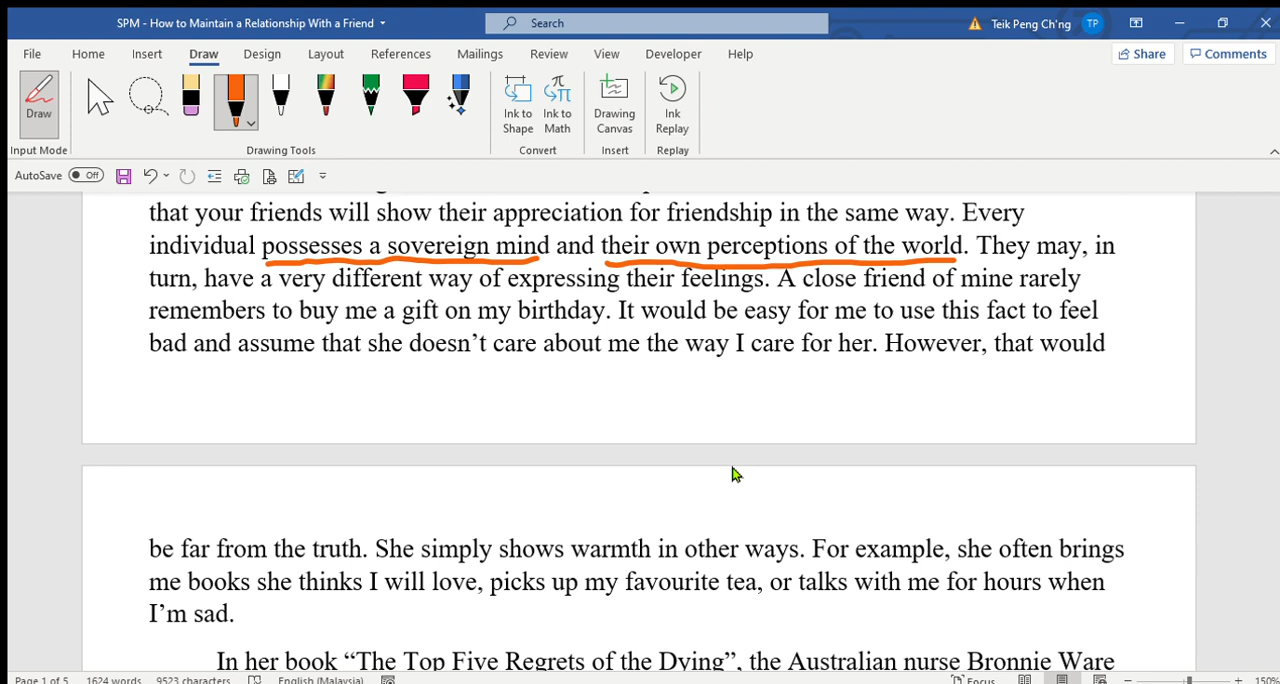 SPM - How to Maintain a Relationship With a Friend
Search
Teik Peng Ch'ng TP
File Home Insert Draw Design Layout References Mailings Review View Developer Help
Share Comments
Draw
Ink to Shape
Ink to Math
Drawing Canvas
Ink Replay
Input Mode Drawing Tools Convert Insert Replay
AutoSave Off
that your friends will show their appreciation for friendship in the same way. Every
individual possesses a sovereign mind and their own perceptions of the world. They may, in
turn, have a very different way of expressing their feelings. A close friend of mine rarely
remembers to buy me a gift on my birthday. It would be easy for me to use this fact to feel
bad and assume that she doesn’t care about me the way I care for her. However, that would
be far from the truth. She simply shows warmth in other ways. For example, she often brings
me books she thinks I will love, picks up my favourite tea, or talks with me for hours when
I’m sad.
In her book “The Top Five Regrets of the Dying”, the Australian nurse Bronnie Ware
Page 1 of 5 1624 words 9523 characters English (Malaysia) Focus 150%